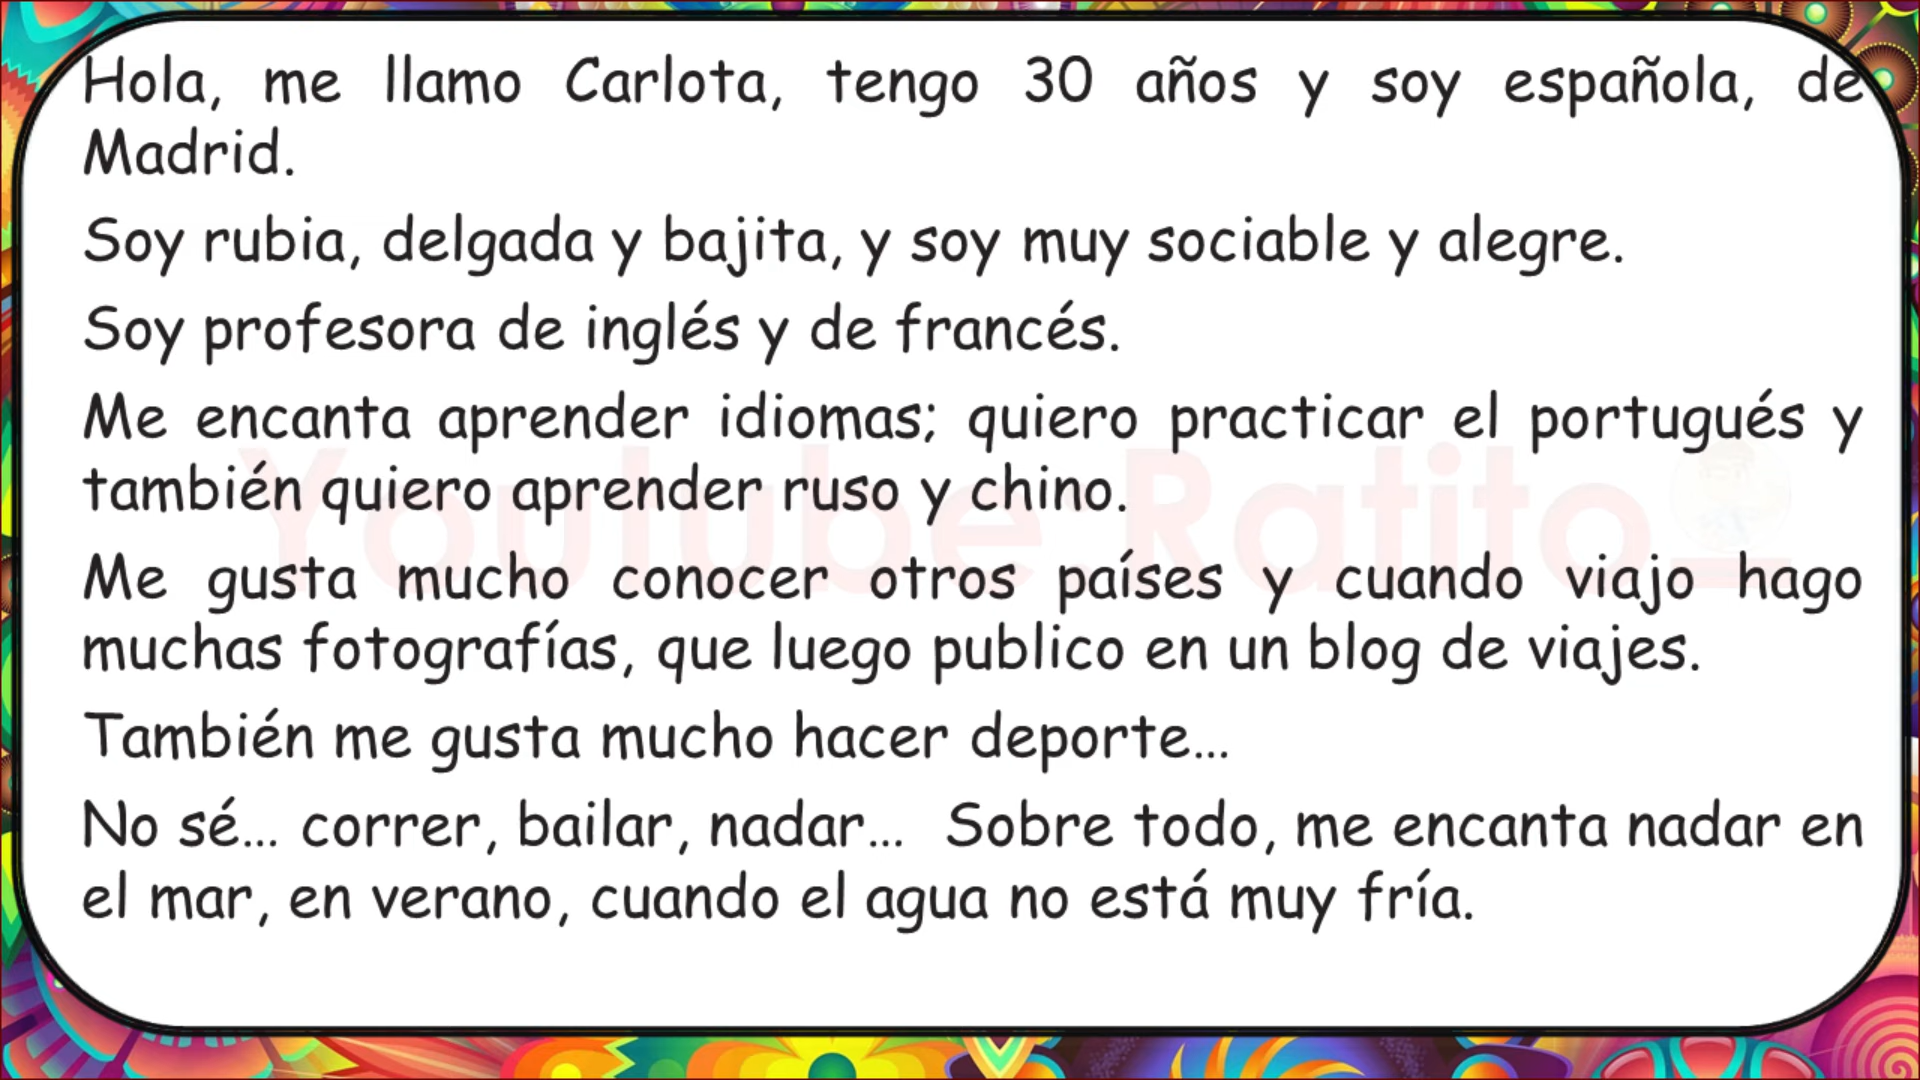 Hola, me llamo Carlota, tengo 30 años y soy española, de
Madrid.
Soy rubia, delgada y bajita, y soy muy sociable y alegre.
Soy profesora de inglés y de francés.
Me encanta aprender idiomas; quiero practicar el portugués y
también quiero aprender ruso y chino.
Youtube: Ratito
Me gusta mucho conocer otros países y cuando viajo hago
muchas fotografías, que luego publico en un blog de viajes.
También me gusta mucho hacer deporte...
No sé... correr, bailar, nadar... Sobre todo, me encanta nadar en
el mar, en verano, cuando el agua no está muy fría.